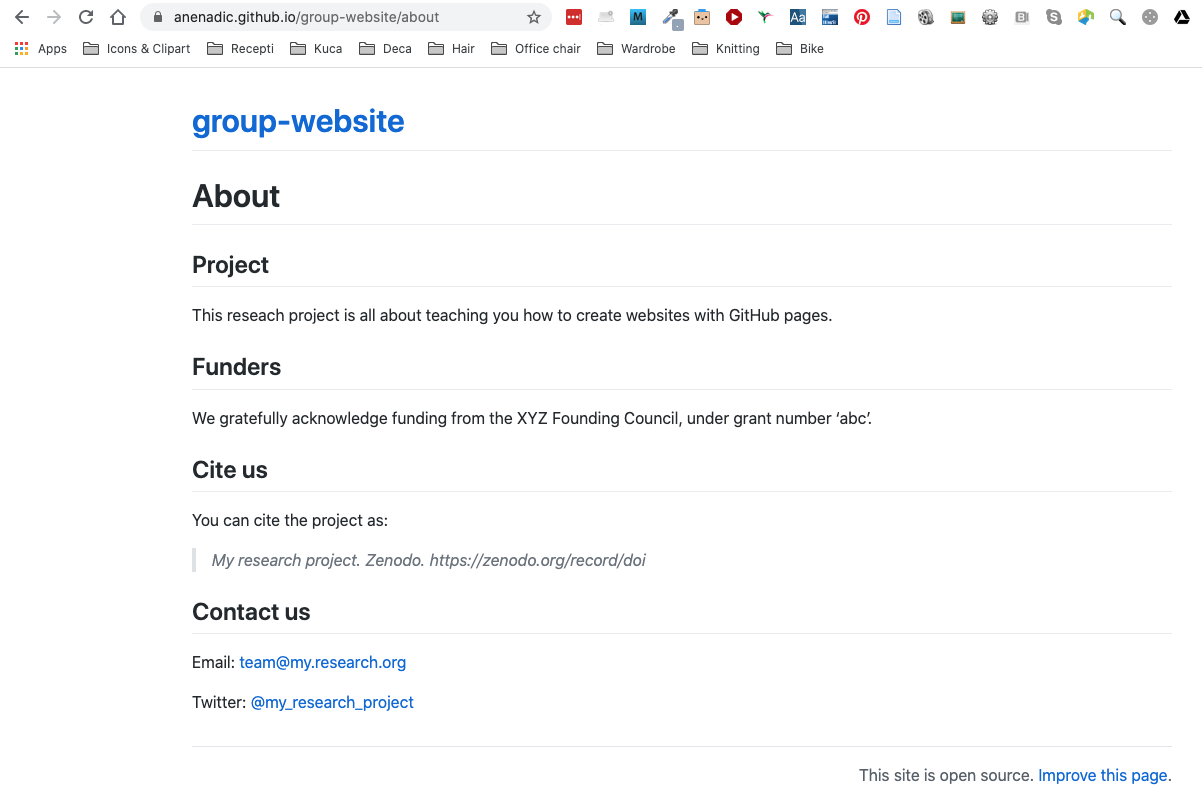 anenadic.github.io/group-website/about
Apps Icons & Clipart Recepti Kuca Deca Hair Office chair Wardrobe Knitting Bike
group-website
About
Project
This reseach project is all about teaching you how to create websites with GitHub pages.
Funders
We gratefully acknowledge funding from the XYZ Founding Council, under grant number ‘abc’.
Cite us
You can cite the project as:
My research project. Zenodo. https://zenodo.org/record/doi
Contact us
Email: team@my.research.org
Twitter: @my_research_project
This site is open source. Improve this page.